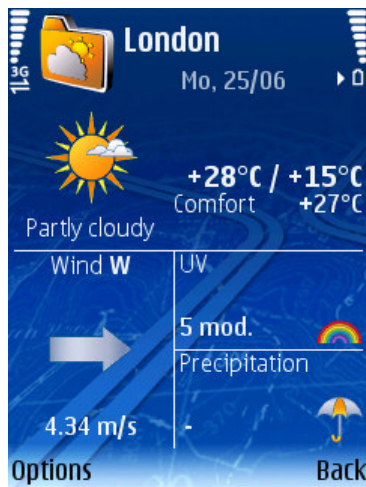 London
3G
Mo, 25/06
+28°C / +15°C
Comfort +27°C
Partly cloudy
Wind W
UV
5 mod.
Precipitation
4.34 m/s
-
Options
Back